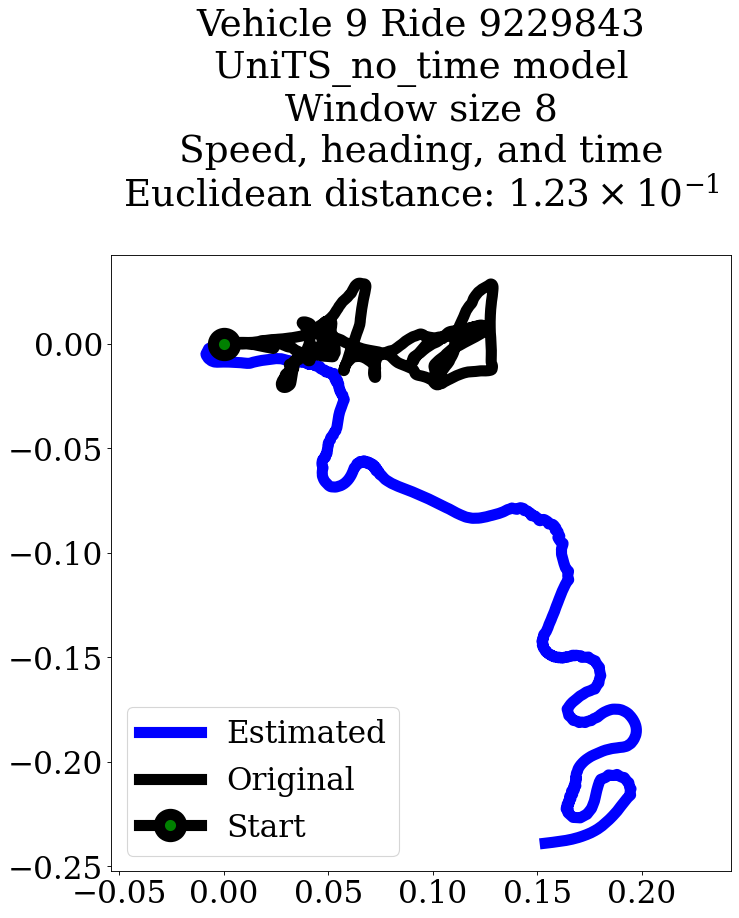 Vehicle 9 Ride 9229843
UniTS_no_time model
Window size 8
Speed, heading, and time
Euclidean distance: 1.23 × 10⁻¹
0.00
−0.05
−0.10
−0.15
−0.20
−0.25
Estimated
Original
Start
−0.05 0.00 0.05 0.10 0.15 0.20